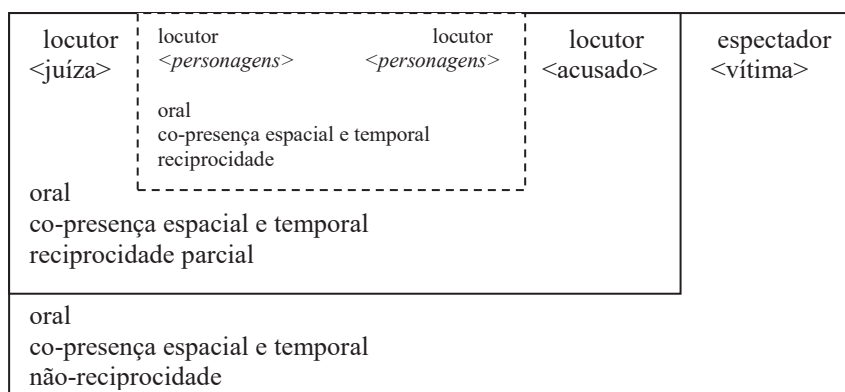 locutor
<juíza>
locutor
<personagens>
locutor
<personagens>
oral
co-presença espacial e temporal
reciprocidade
locutor
<acusado>
espectador
<vítima>
oral
co-presença espacial e temporal
reciprocidade parcial
oral
co-presença espacial e temporal
não-reciprocidade